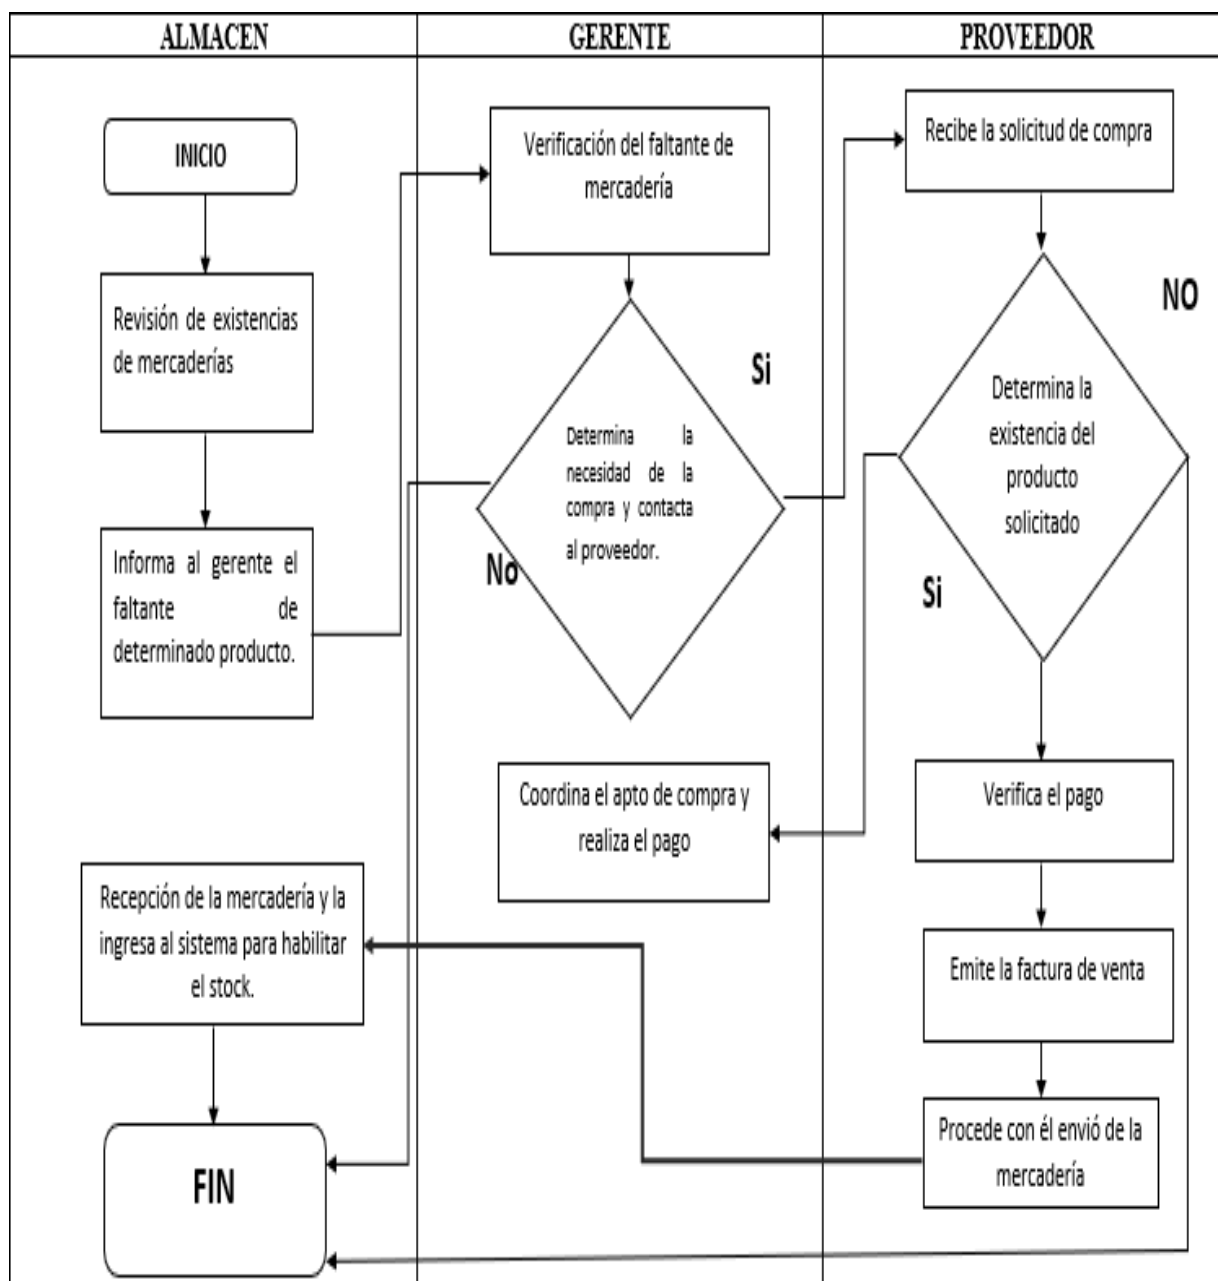 ALMACEN
GERENTE
PROVEEDOR
INICIO
Revisión de existencias
de mercaderías
Informa al gerente el
faltante de
determinado producto.
Verificación del faltante de
mercadería
Si
Determina la
necesidad de la
compra y contacta
al proveedor.
No
Recibe la solicitud de compra
NO
Determina la
existencia del
producto
solicitado
Si
Coordina el apto de compra y
realiza el pago
Verifica el pago
Emite la factura de venta
Procede con él envió de la
mercadería
Recepción de la mercadería y la
ingresa al sistema para habilitar
el stock.
FIN